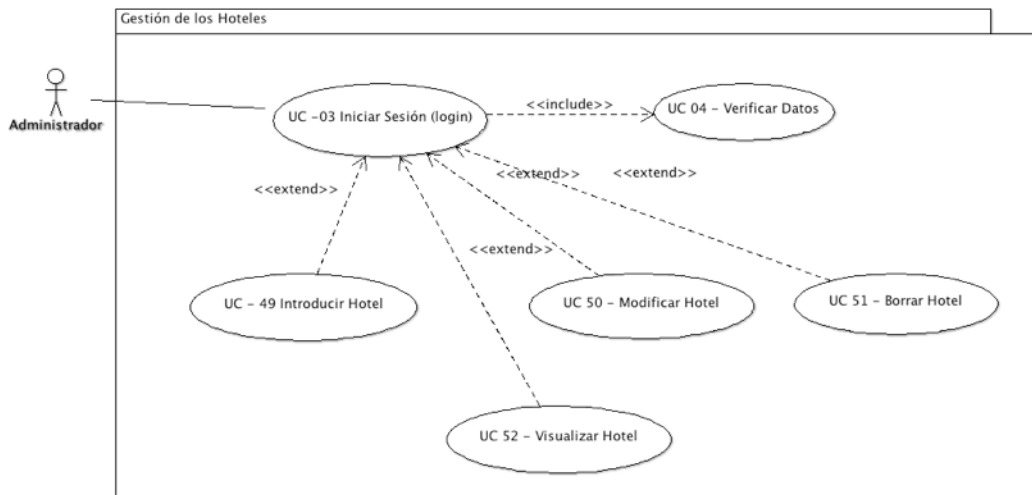 Gestión de los Hoteles
Administrador
UC -03 Iniciar Sesión (login)
<<include>>
UC 04 - Verificar Datos
<<extend>>
<<extend>>
<<extend>>
<<extend>>
UC - 49 Introducir Hotel
UC 50 - Modificar Hotel
UC 51 - Borrar Hotel
UC 52 - Visualizar Hotel